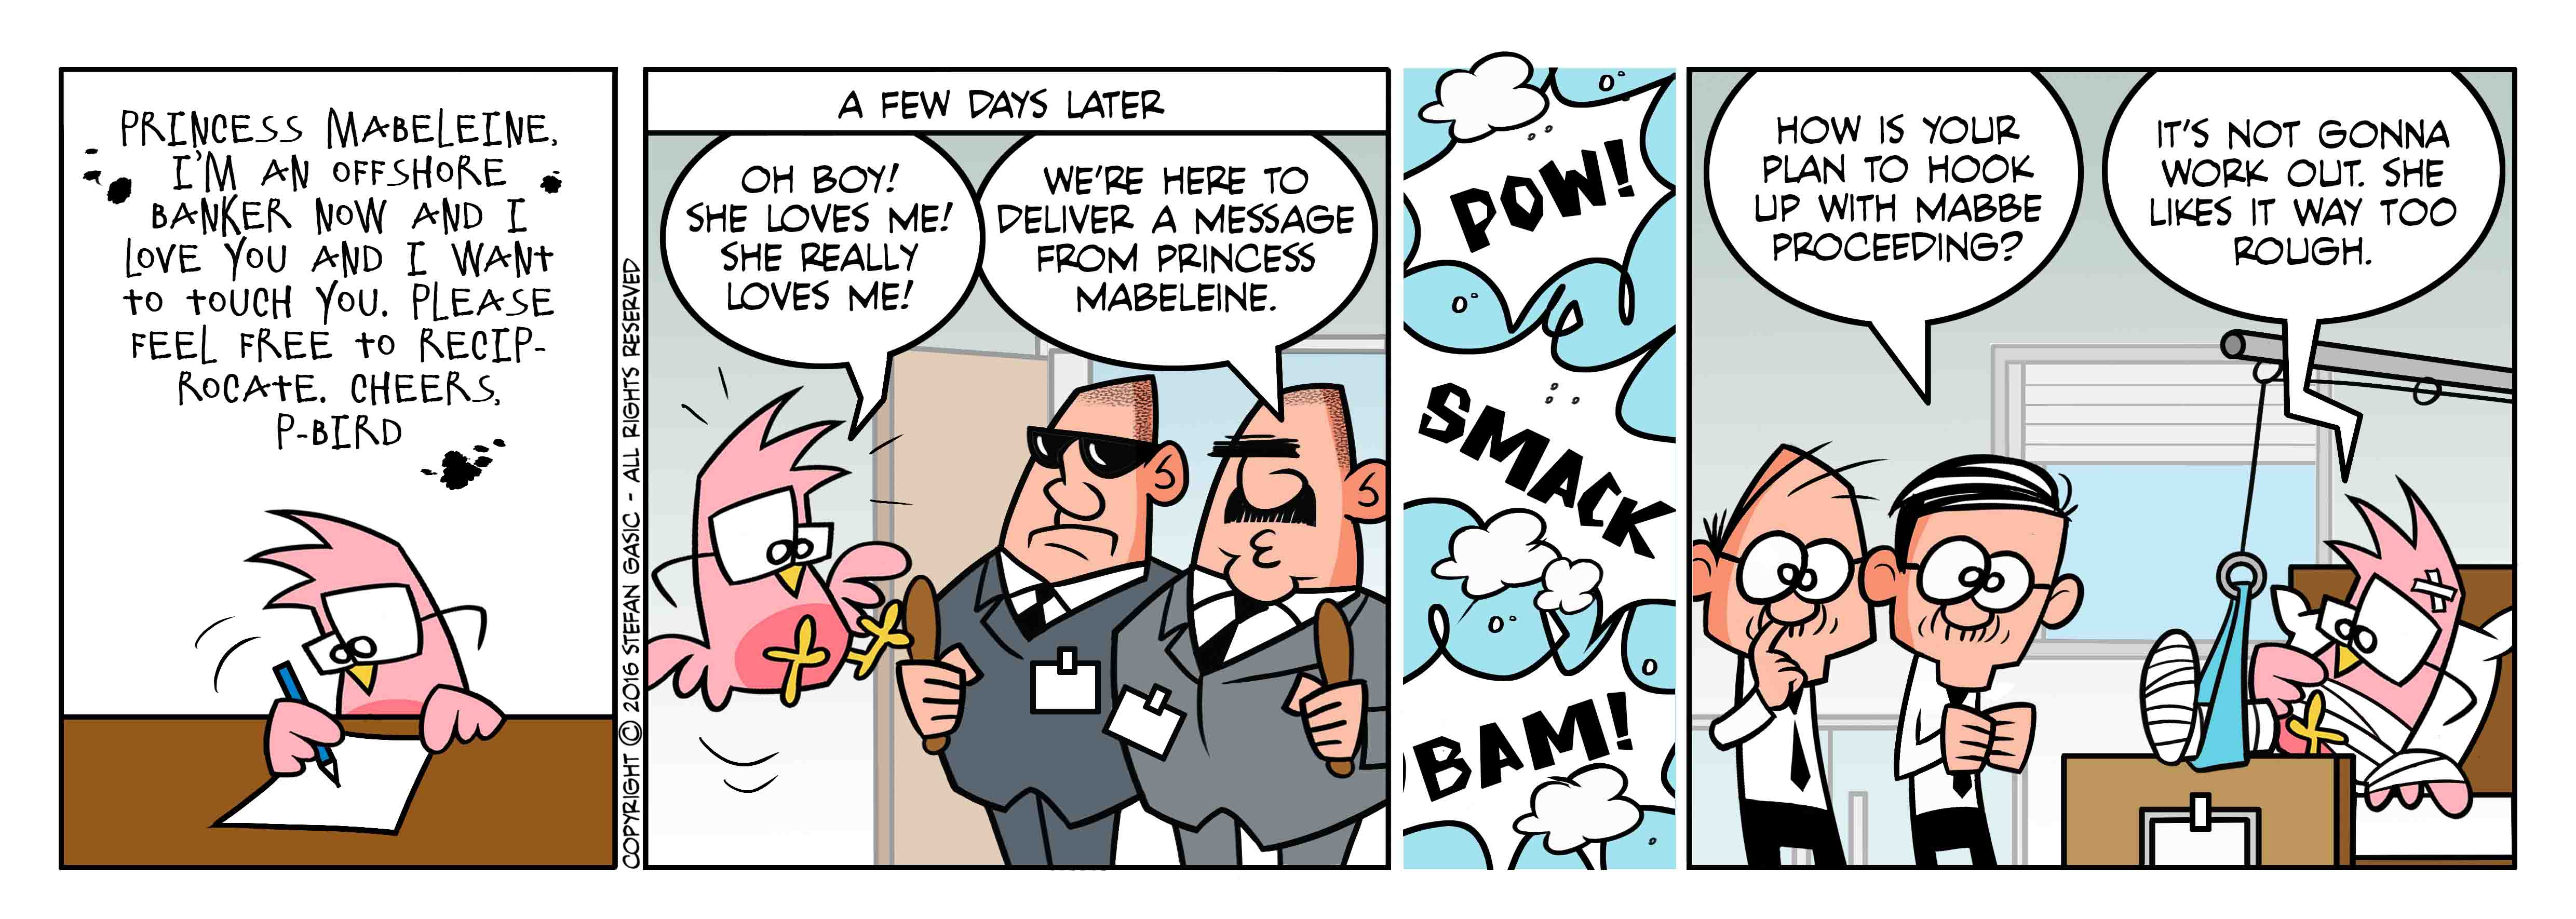 PRINCESS MABELEINE,
I'M AN OFFSHORE
BANKER NOW AND I
LOVE YOU AND I WANT
TO TOUCH YOU. PLEASE
FEEL FREE TO RECIP-
ROCATE. CHEERS,
P-BIRD
COPYRIGHT © 2016 STEFAN GASIC - ALL RIGHTS RESERVED
A FEW DAYS LATER
OH BOY!
SHE LOVES ME!
SHE REALLY
LOVES ME!
WE'RE HERE TO
DELIVER A MESSAGE
FROM PRINCESS
MABELEINE.
POW!
SMACK
BAM!
HOW IS YOUR
PLAN TO HOOK
UP WITH MABBE
PROCEEDING?
IT'S NOT GONNA
WORK OUT. SHE
LIKES IT WAY TOO
ROUGH.